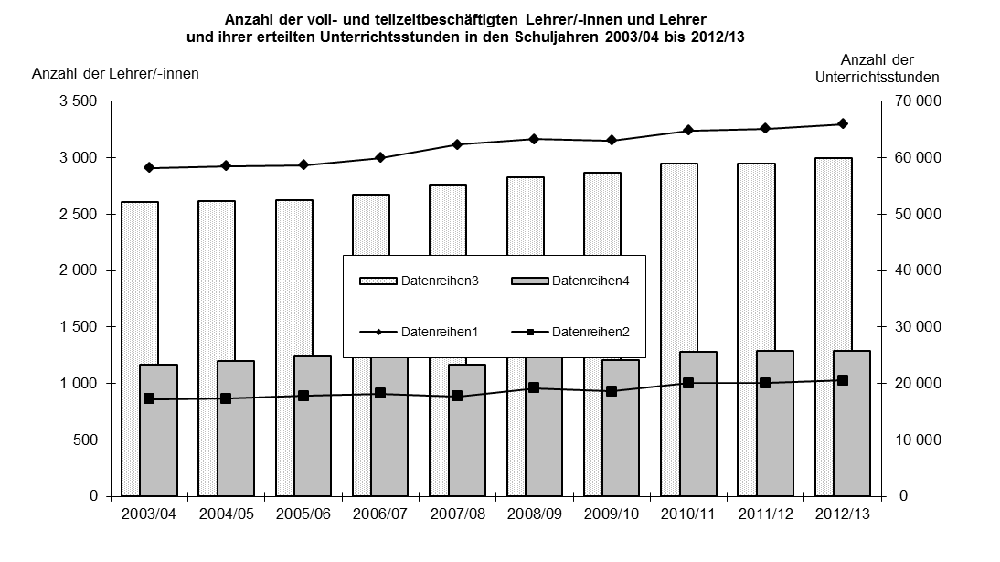 Anzahl der voll- und teilzeitbeschäftigten Lehrer/-innen und Lehrer
und ihrer erteilten Unterrichtsstunden in den Schuljahren 2003/04 bis 2012/13
Anzahl der Lehrer/-innen
Anzahl der
Unterrichtsstunden
3 500
3 000
2 500
2 000
1 500
1 000
500
0
70 000
60 000
50 000
40 000
30 000
20 000
10 000
0
Datenreihen3 Datenreihen4
Datenreihen1 Datenreihen2
2003/04 2004/05 2005/06 2006/07 2007/08 2008/09 2009/10 2010/11 2011/12 2012/13